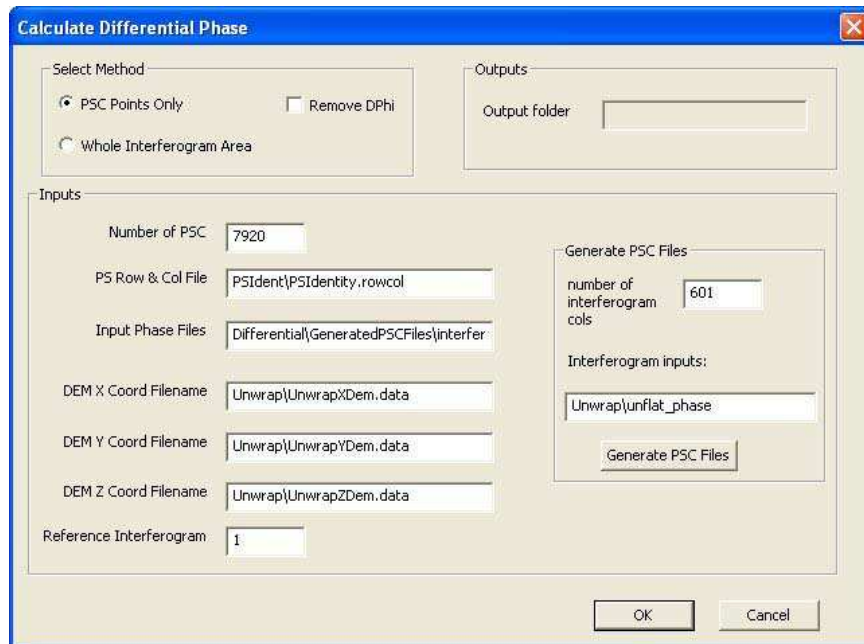 Calculate Differential Phase
Select Method
PSC Points Only
Remove DPhi
Whole Interferogram Area
Outputs
Output folder
Inputs
Number of PSC
7920
PS Row & Col File
PSIdent\PSIdentity.rowcol
Input Phase Files
Differential\GeneratedPSCFiles\interfer
DEM X Coord Filename
Unwrap\UnwrapXDem.data
DEM Y Coord Filename
Unwrap\UnwrapYDem.data
DEM Z Coord Filename
Unwrap\UnwrapZDem.data
Reference Interferogram
1
Generate PSC Files
number of
interferogram
cols
601
Interferogram inputs:
Unwrap\unflat_phase
Generate PSC Files
OK
Cancel